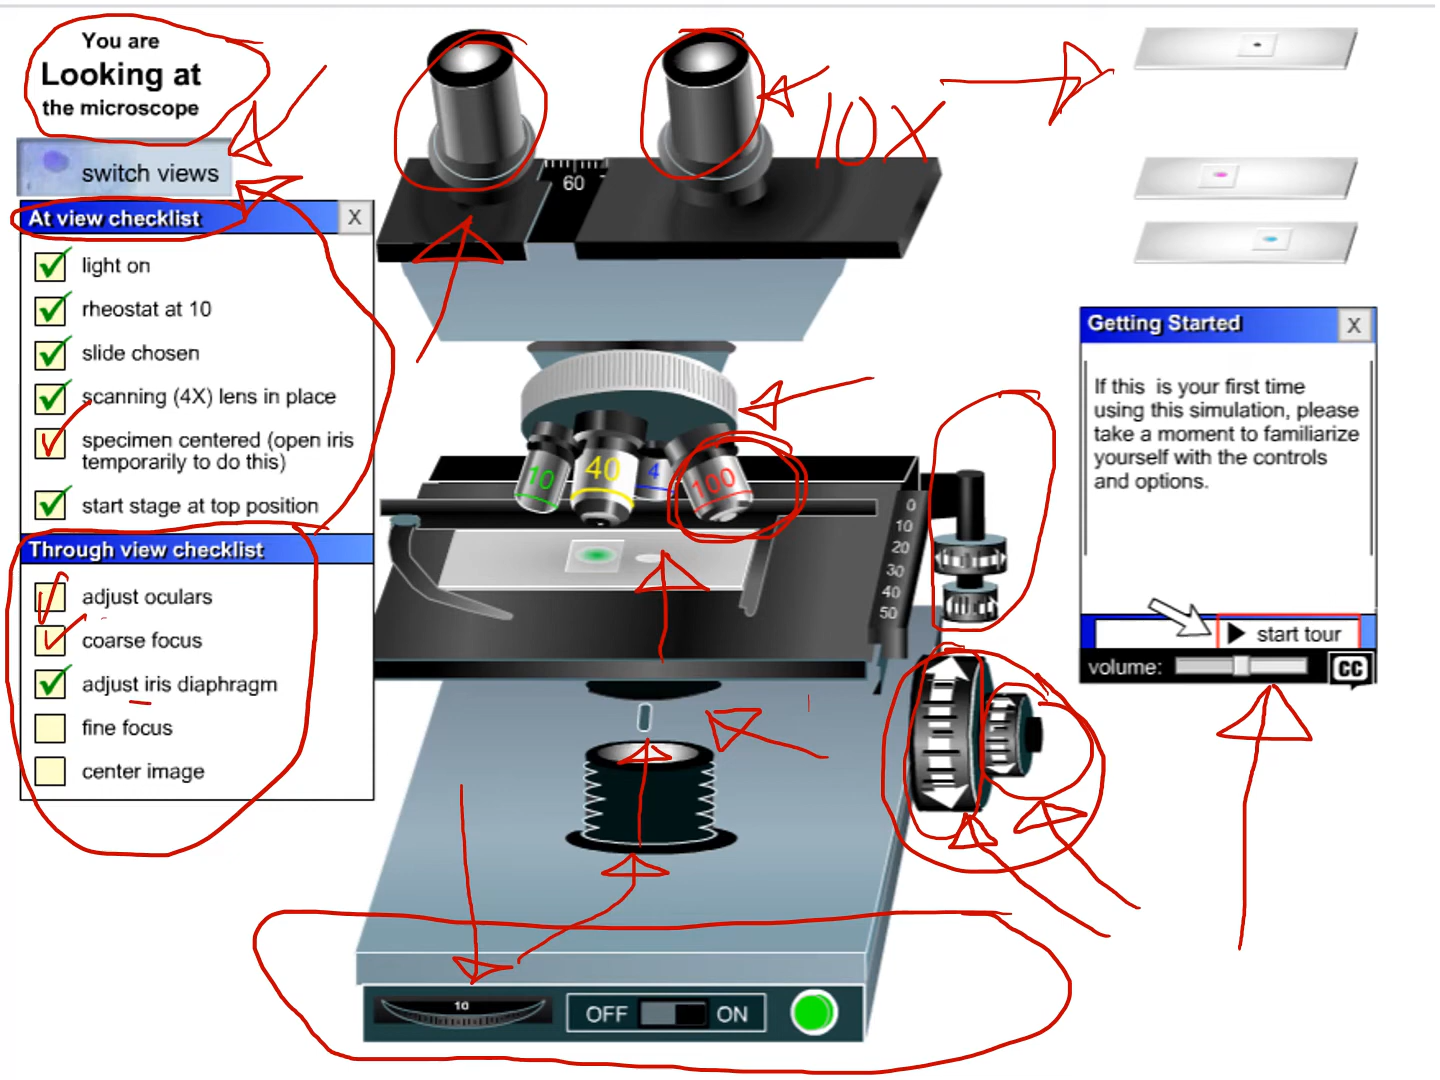 You are
Looking at
the microscope
switch views
At view checklist X
light on
rheostat at 10
slide chosen
scanning (4X) lens in place
specimen centered (open iris
temporarily to do this)
start stage at top position
Through view checklist
adjust oculars
coarse focus
adjust iris diaphragm
fine focus
center image
60
10X
10
40
4
100
0
10
20
30
40
50
10
OFF ON
Getting Started X
If this is your first time
using this simulation, please
take a moment to familiarize
yourself with the controls
and options.
start tour
volume: CC